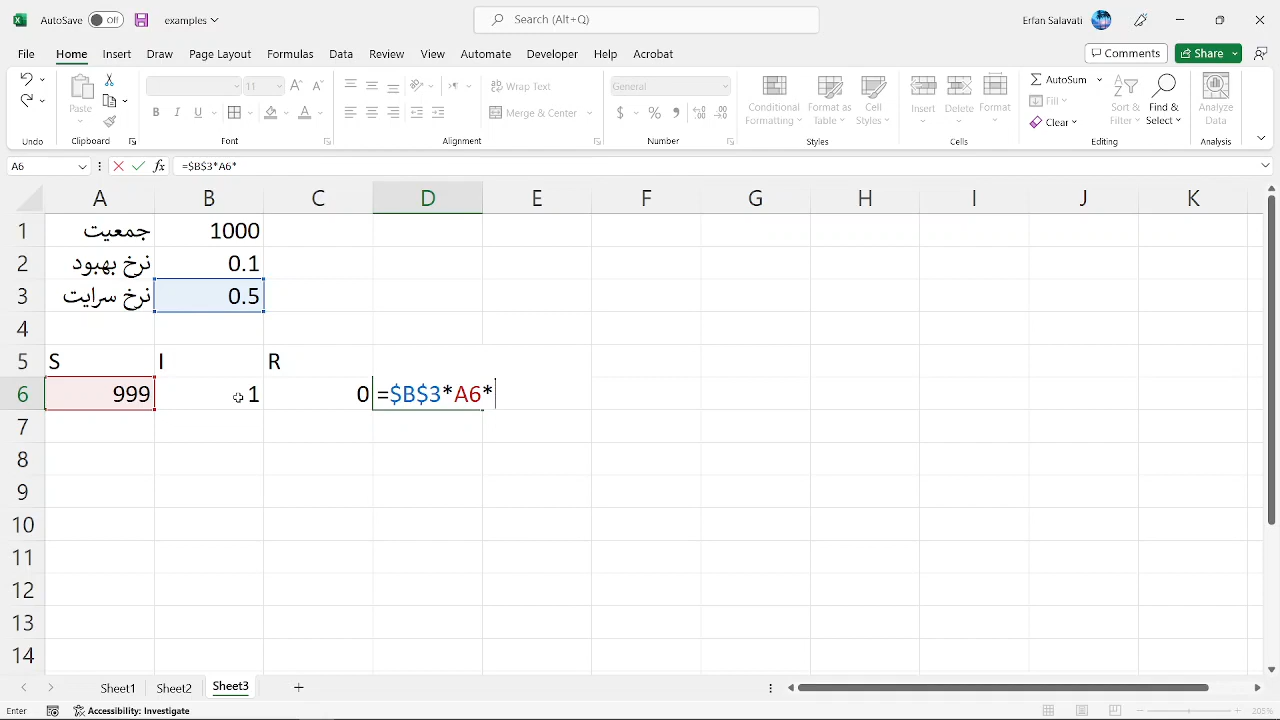 AutoSave Off examples Search (Alt+Q) Erfan Salavati
File Home Insert Draw Page Layout Formulas Data Review View Automate Developer Help Acrobat Comments Share
Paste 11 Wrap Text General Conditional Formatting Format as Table Cell Styles Insert Delete Format AutoSum Sort & Filter Find & Select Analyze Data
Merge & Center Fill
Clear
Undo Clipboard Font Alignment Number Styles Cells Editing Analysis
A6 =$B$3*A6*
A B C D E F G H I J K
1 جمعیت 1000
2 نرخ بهبود 0.1
3 نرخ سرایت 0.5
4
5 S I R
6 999 1 0 =$B$3*A6*
7
8
9
10
11
12
13
14
Sheet1 Sheet2 Sheet3
Enter Accessibility: Investigate 205%